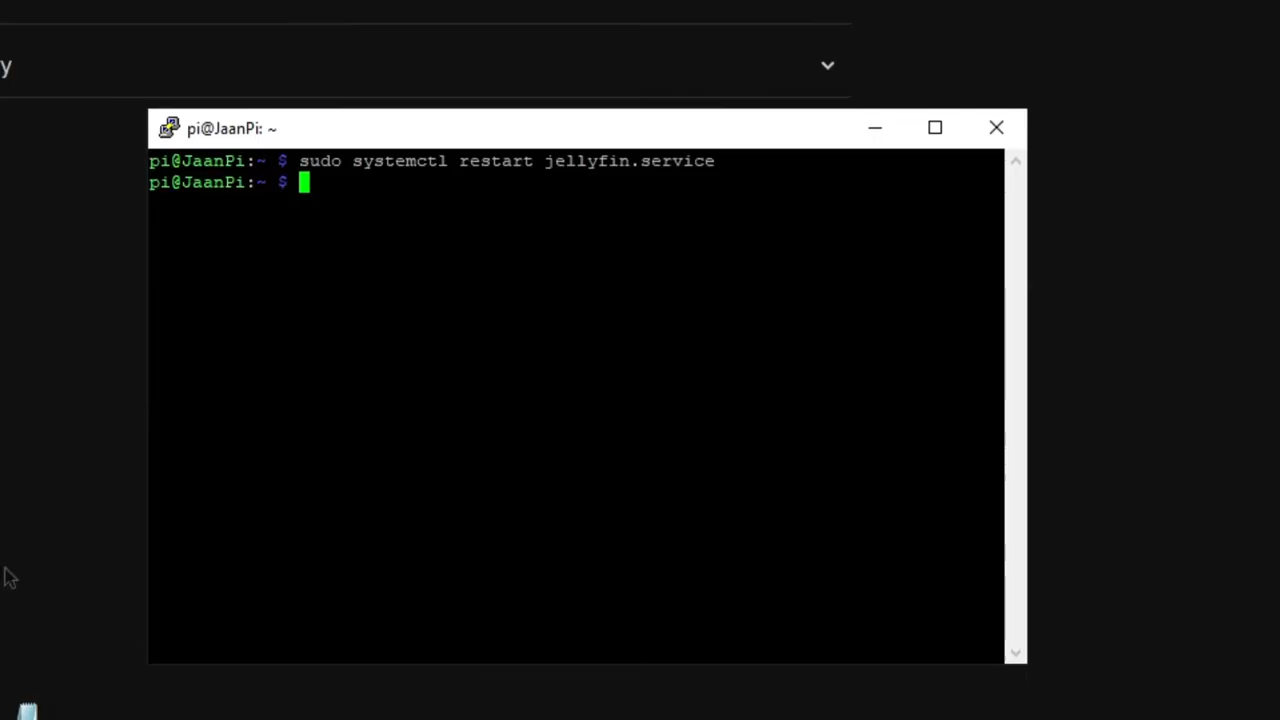 y
pi@JaanPi: ~
pi@JaanPi:~ $ sudo systemctl restart jellyfin.service
pi@JaanPi:~ $